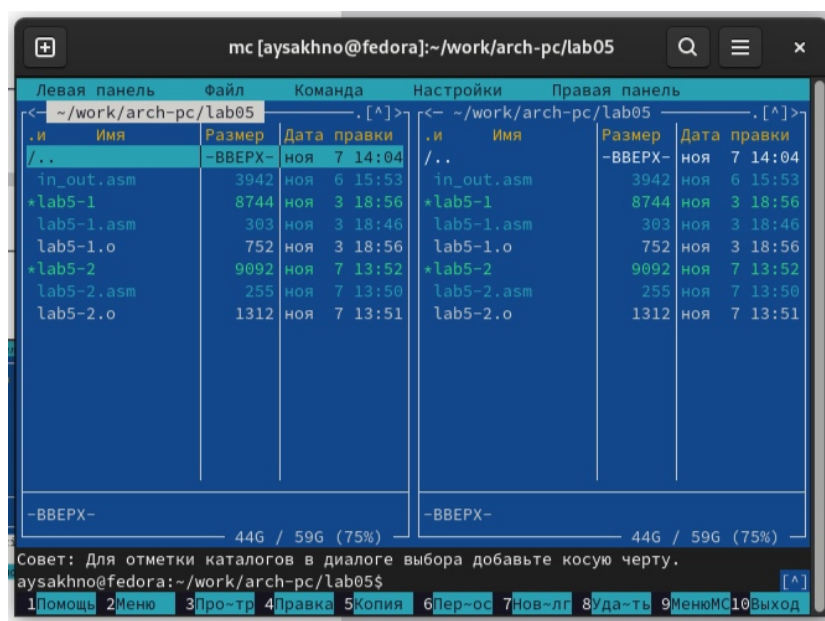 mc [aysakhno@fedora]:~/work/arch-pc/lab05
Левая панель Файл Команда Настройки Правая панель
<— ~/work/arch-pc/lab05 .[^]> <— ~/work/arch-pc/lab05 .[^]>
.и Имя Размер Дата правки .и Имя Размер Дата правки
/.. -ВВЕРХ- ноя 7 14:04 /.. -ВВЕРХ- ноя 7 14:04
in_out.asm 3942 ноя 6 15:53 in_out.asm 3942 ноя 6 15:53
*lab5-1 8744 ноя 3 18:56 *lab5-1 8744 ноя 3 18:56
lab5-1.asm 303 ноя 3 18:46 lab5-1.asm 303 ноя 3 18:46
lab5-1.o 752 ноя 3 18:56 lab5-1.o 752 ноя 3 18:56
*lab5-2 9092 ноя 7 13:52 *lab5-2 9092 ноя 7 13:52
lab5-2.asm 255 ноя 7 13:50 lab5-2.asm 255 ноя 7 13:50
lab5-2.o 1312 ноя 7 13:51 lab5-2.o 1312 ноя 7 13:51
-ВВЕРХ- -ВВЕРХ-
44G / 59G (75%) 44G / 59G (75%)
Совет: Для отметки каталогов в диалоге выбора добавьте косую черту.
aysakhno@fedora:~/work/arch-pc/lab05$ [^]
1Помощь 2Меню 3Про~тр 4Правка 5Копия 6Пер~ос 7Нов~лг 8Уда~ть 9МенюMC 10Выход